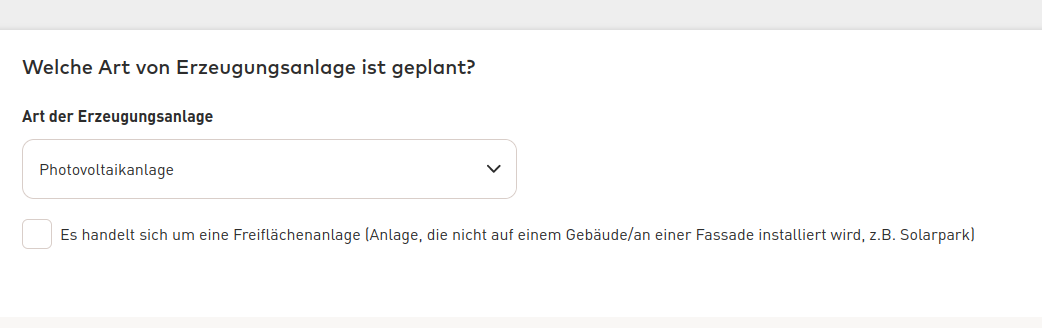 Welche Art von Erzeugungsanlage ist geplant?
Art der Erzeugungsanlage
Photovoltaikanlage
Es handelt sich um eine Freiflächenanlage (Anlage, die nicht auf einem Gebäude/an einer Fassade installiert wird, z.B. Solarpark)